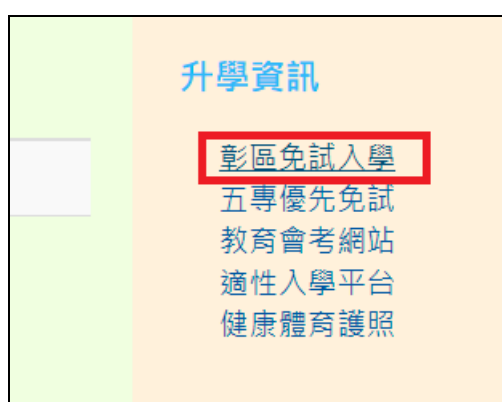 升學資訊
彰區免試入學
五專優先免試
教育會考網站
適性入學平台
健康體育護照